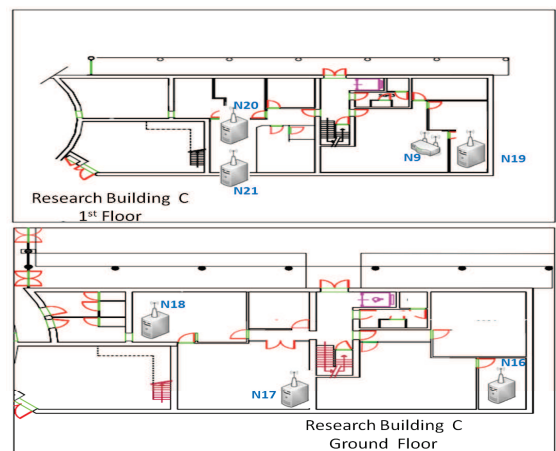 N20
N9
N19
N21
Research Building C
1st Floor
N18
N16
N17
Research Building C
Ground Floor